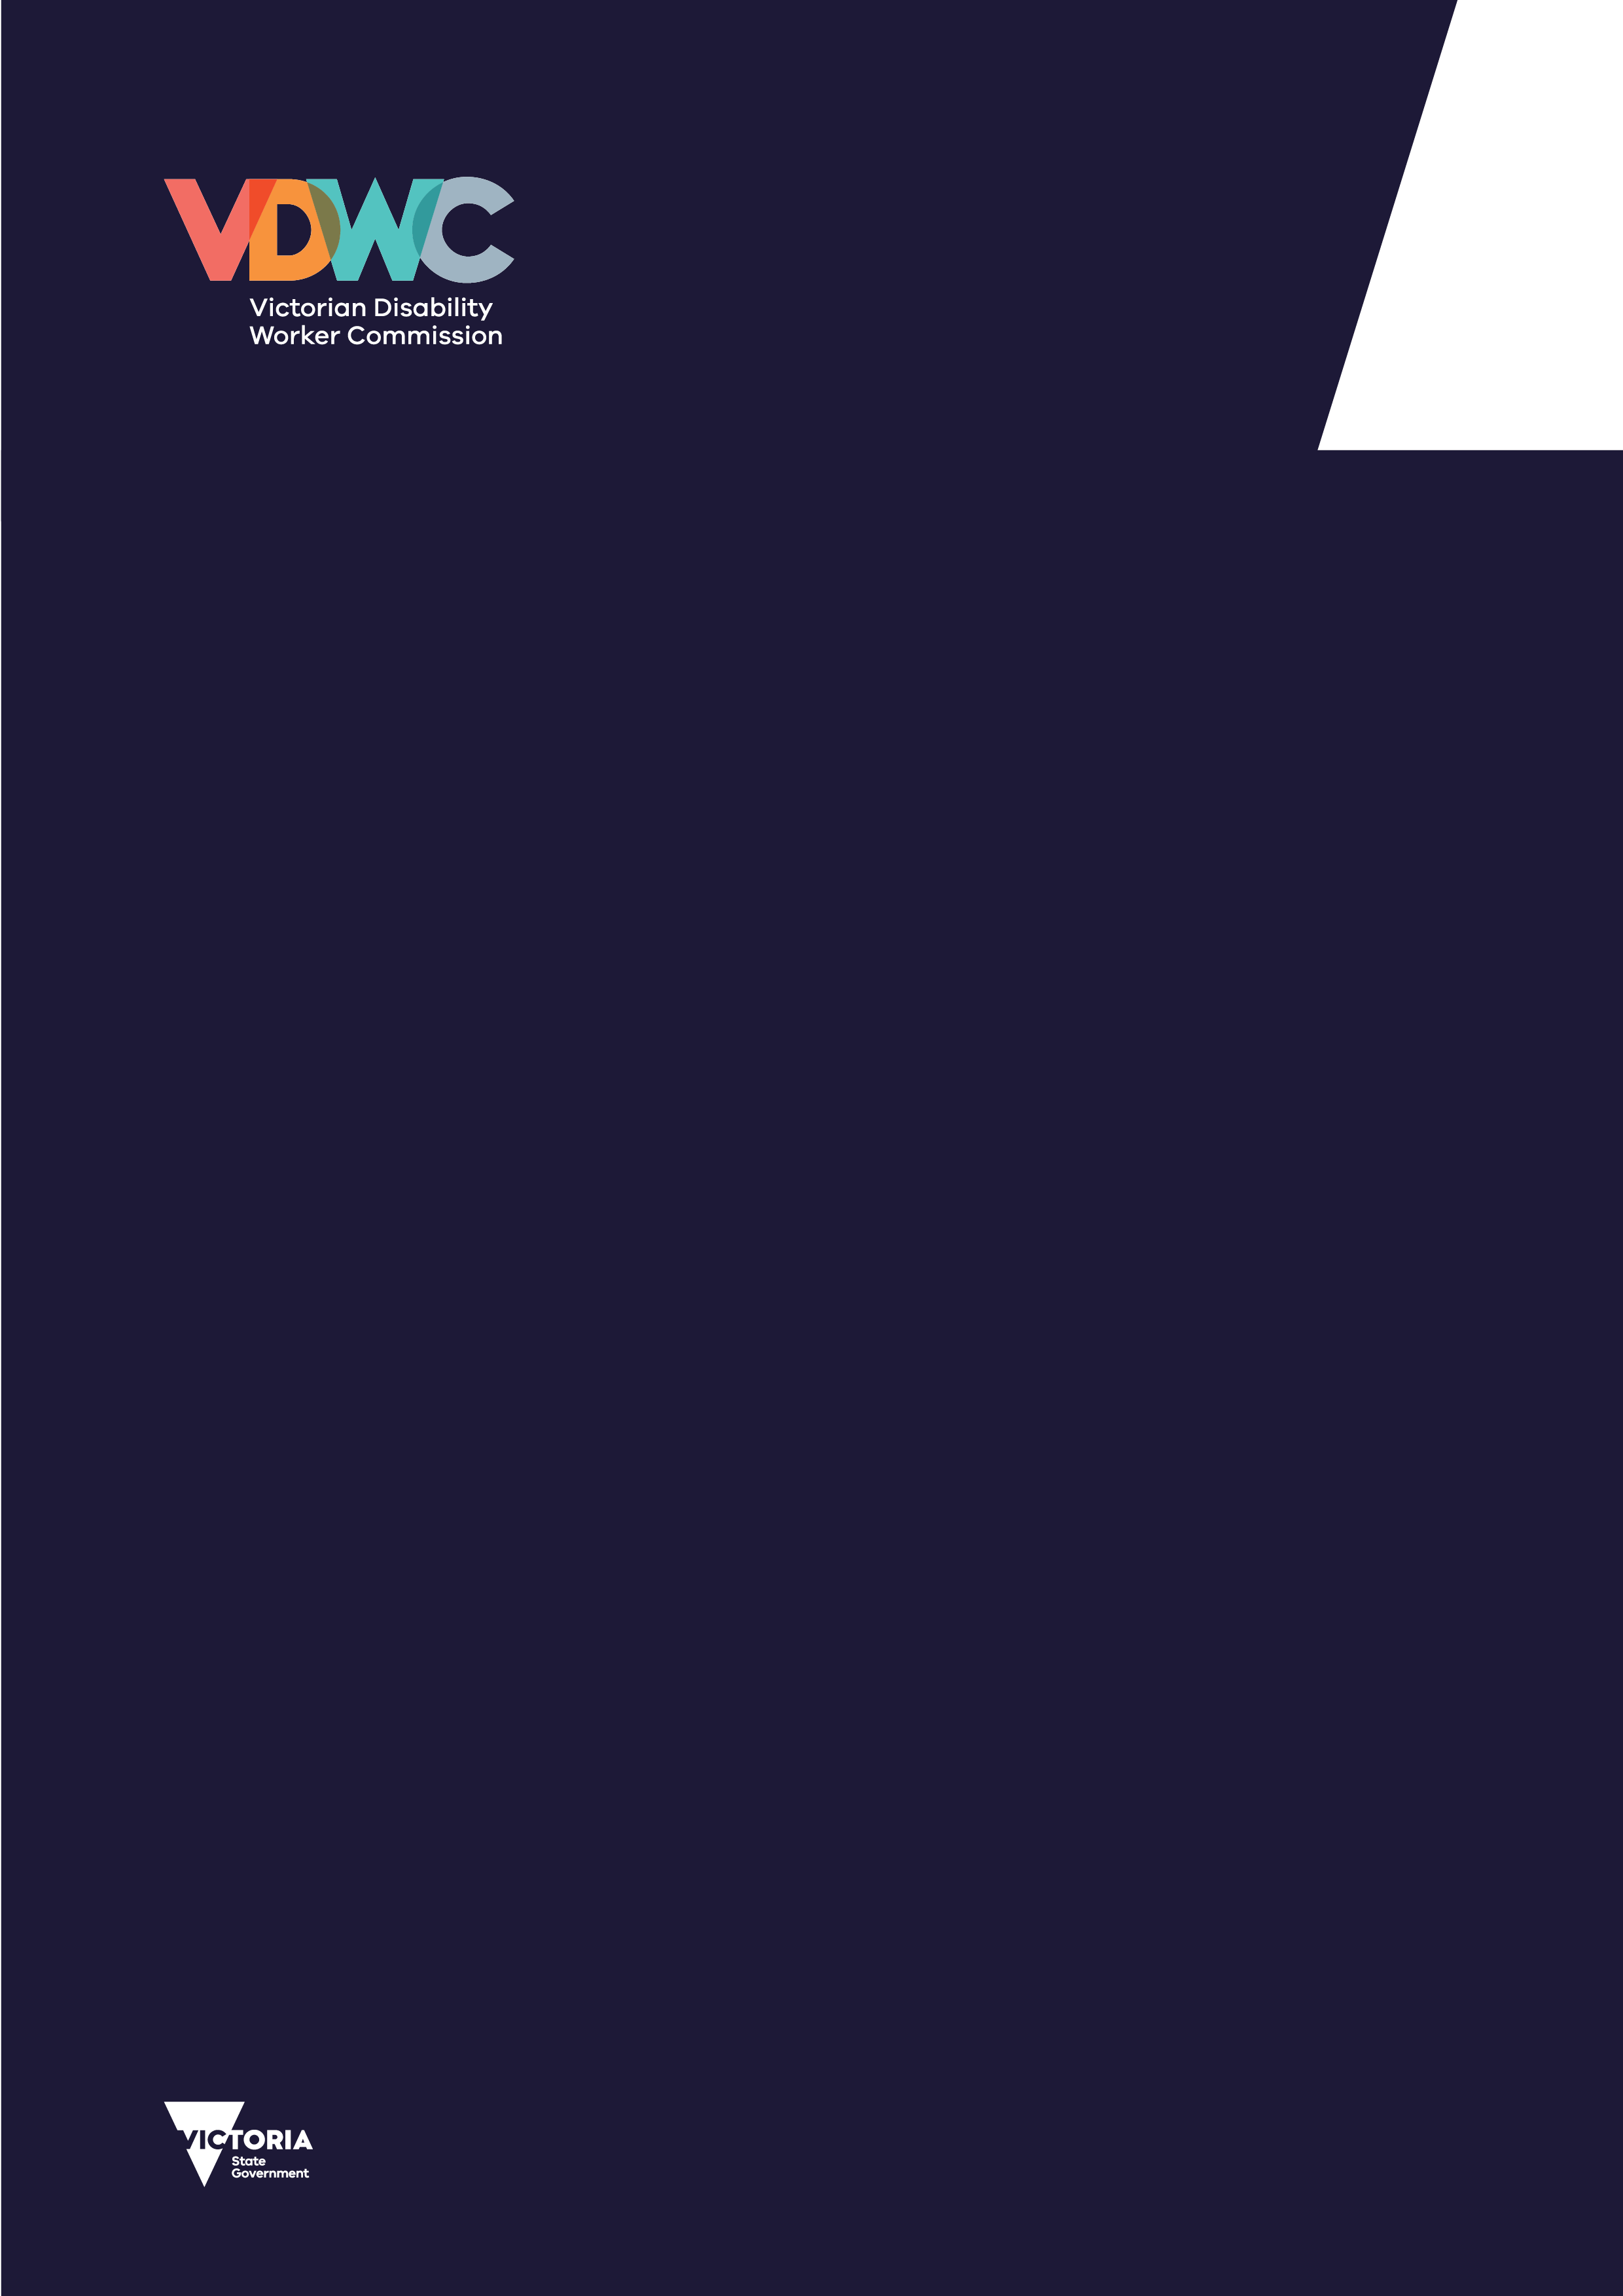 VDWC
Victorian Disability
Worker Commission
VICTORIA
State
Government